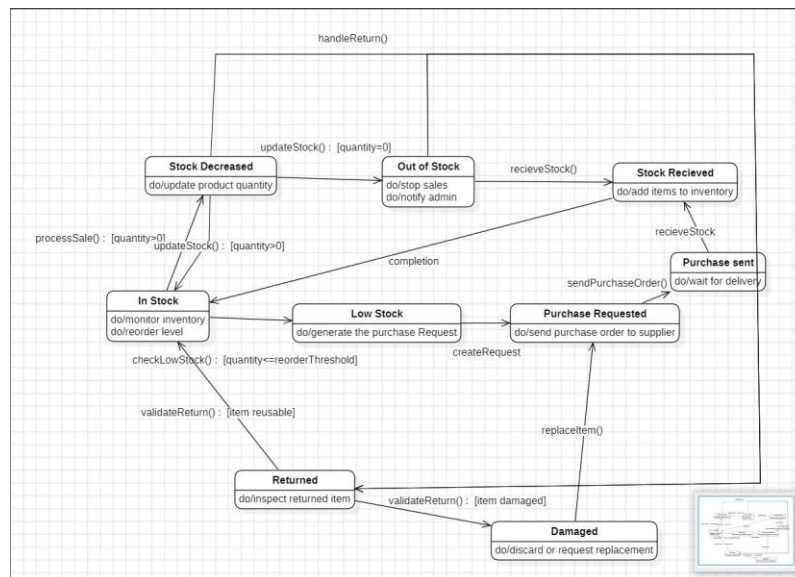 handleReturn()
updateStock() : [quantity=0]
Stock Decreased
do/update product quantity
Out of Stock
do/stop sales
do/notify admin
recieveStock()
Stock Recieved
do/add items to inventory
processSale() : [quantity>0]
updateStock() : [quantity>0]
recieveStock
completion
Purchase sent
do/wait for delivery
sendPurchaseOrder()
In Stock
do/monitor inventory
do/reorder level
Low Stock
do/generate the purchase Request
Purchase Requested
do/send purchase order to supplier
createRequest
checkLowStock() : [quantity<=reorderThreshold]
validateReturn() : [item reusable]
replaceItem()
Returned
do/inspect returned item
validateReturn() : [item damaged]
Damaged
do/discard or request replacement